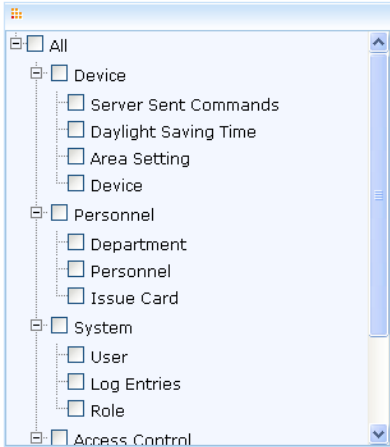 All
Device
Server Sent Commands
Daylight Saving Time
Area Setting
Device
Personnel
Department
Personnel
Issue Card
System
User
Log Entries
Role
Access Control